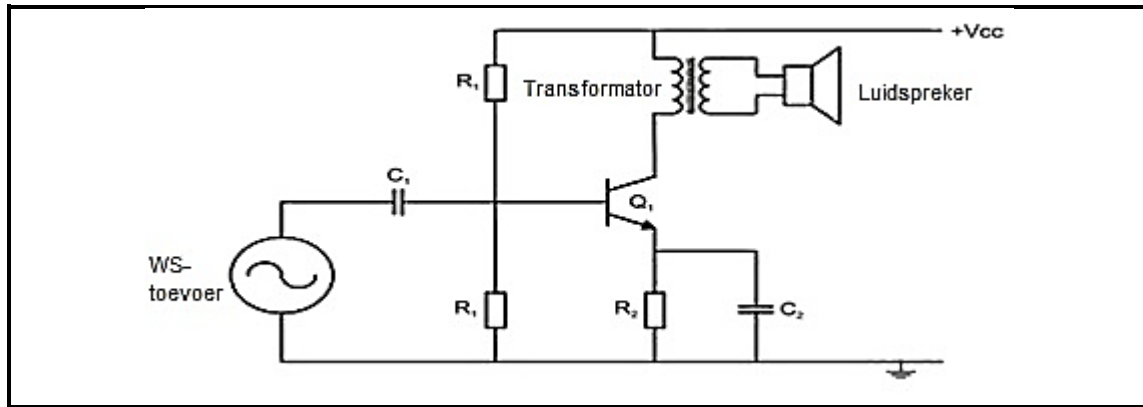 +Vcc
R₁
Transformator
Luidspreker
C₁
Q₁
WS-
toevoer
R₁
R₂
C₂